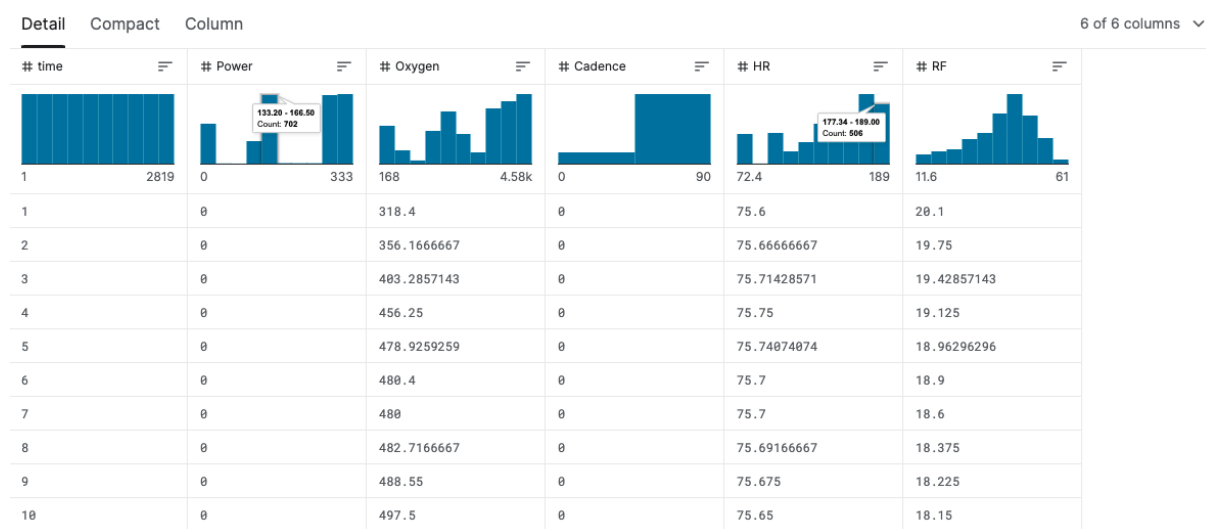 Detail Compact Column 6 of 6 columns
# time # Power # Oxygen # Cadence # HR # RF
133.20 - 166.50
Count: 702
177.34 - 189.00
Count: 506
1 2819 0 333 168 4.58k 0 90 72.4 189 11.6 61
1 0 318.4 0 75.6 20.1
2 0 356.1666667 0 75.66666667 19.75
3 0 403.2857143 0 75.71428571 19.42857143
4 0 456.25 0 75.75 19.125
5 0 478.9259259 0 75.74074074 18.96296296
6 0 480.4 0 75.7 18.9
7 0 480 0 75.7 18.6
8 0 482.7166667 0 75.69166667 18.375
9 0 488.55 0 75.675 18.225
10 0 497.5 0 75.65 18.15